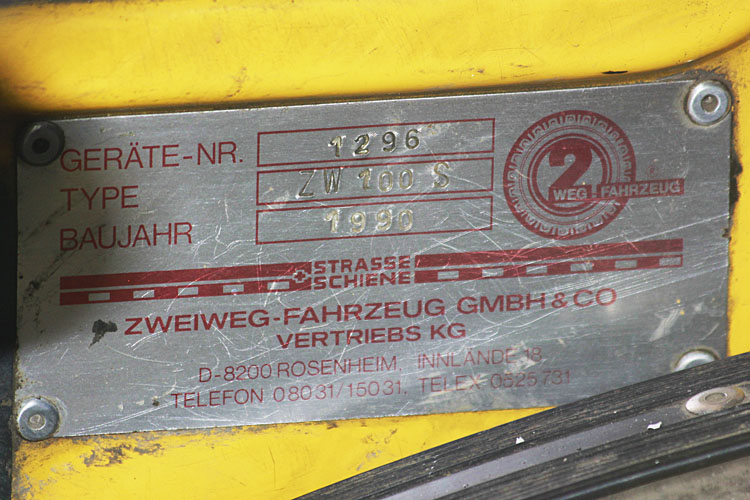 GERÄTE-NR. 1296
TYPE ZW 100 S
BAUJAHR 1990
2
WEG FAHRZEUG
STRASSE
SCHIENE
ZWEIWEG-FAHRZEUG GMBH & CO
VERTRIEBS KG
D-8200 ROSENHEIM, INNLÄNDE 18
TELEFON 08031/15031, TELEX 0525731